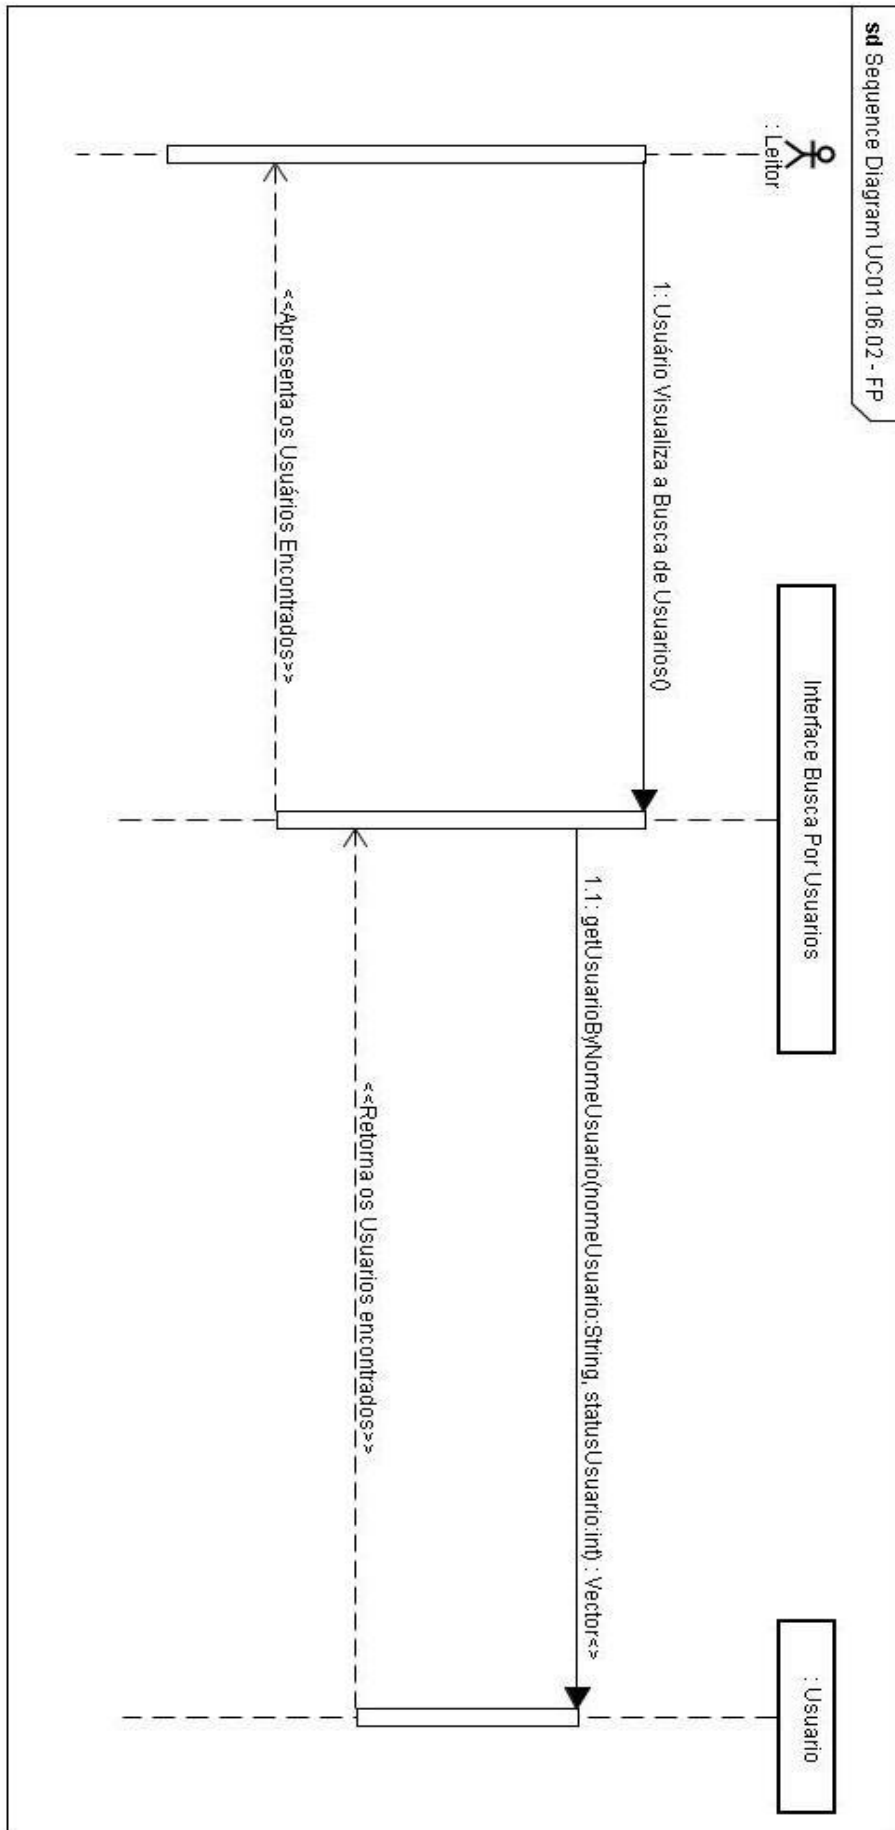 sd Sequence Diagram UC01.06.02 - FP
: Leitor
Interface Busca Por Usuarios
: Usuario
1: Usuário Visualiza a Busca de Usuarios()
1.1: getUsuarioByNomeUsuario(nomeUsuario:String, statusUsuario:int) : Vector<>
<<Retorna os Usuarios encontrados>>
<<Apresenta os Usuários Encontrados>>